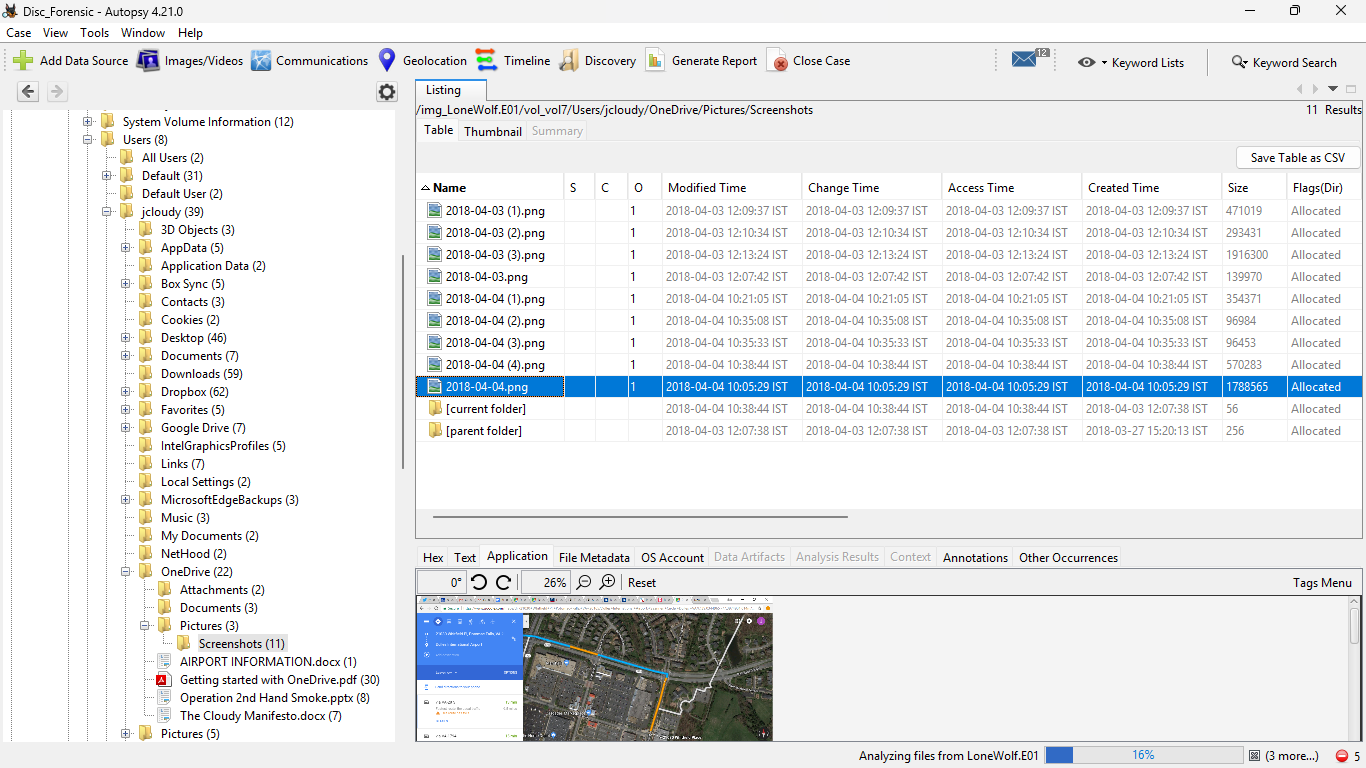 Disc_Forensic - Autopsy 4.21.0
Case View Tools Window Help
Add Data Source Images/Videos Communications Geolocation Timeline Discovery Generate Report Close Case 12 Keyword Lists Keyword Search
Listing
/img_LoneWolf.E01/vol_vol7/Users/jcloudy/OneDrive/Pictures/Screenshots 11 Results
Table Thumbnail Summary
Save Table as CSV
Name S C O Modified Time Change Time Access Time Created Time Size Flags(Dir)
2018-04-03 (1).png 1 2018-04-03 12:09:37 IST 2018-04-03 12:09:37 IST 2018-04-03 12:09:37 IST 2018-04-03 12:09:37 IST 471019 Allocated
2018-04-03 (2).png 1 2018-04-03 12:10:34 IST 2018-04-03 12:10:34 IST 2018-04-03 12:10:34 IST 2018-04-03 12:10:34 IST 293431 Allocated
2018-04-03 (3).png 1 2018-04-03 12:13:24 IST 2018-04-03 12:13:24 IST 2018-04-03 12:13:24 IST 2018-04-03 12:13:24 IST 1916300 Allocated
2018-04-03.png 1 2018-04-03 12:07:42 IST 2018-04-03 12:07:42 IST 2018-04-03 12:07:42 IST 2018-04-03 12:07:42 IST 139970 Allocated
2018-04-04 (1).png 1 2018-04-04 10:21:05 IST 2018-04-04 10:21:05 IST 2018-04-04 10:21:05 IST 2018-04-04 10:21:05 IST 354371 Allocated
2018-04-04 (2).png 1 2018-04-04 10:35:08 IST 2018-04-04 10:35:08 IST 2018-04-04 10:35:08 IST 2018-04-04 10:35:08 IST 96984 Allocated
2018-04-04 (3).png 1 2018-04-04 10:35:33 IST 2018-04-04 10:35:33 IST 2018-04-04 10:35:33 IST 2018-04-04 10:35:33 IST 96453 Allocated
2018-04-04 (4).png 1 2018-04-04 10:38:44 IST 2018-04-04 10:38:44 IST 2018-04-04 10:38:44 IST 2018-04-04 10:38:44 IST 570283 Allocated
2018-04-04.png 1 2018-04-04 10:05:29 IST 2018-04-04 10:05:29 IST 2018-04-04 10:05:29 IST 2018-04-04 10:05:29 IST 1788565 Allocated
[current folder] 2018-04-04 10:38:44 IST 2018-04-04 10:38:44 IST 2018-04-04 10:38:44 IST 2018-04-03 12:07:38 IST 56 Allocated
[parent folder] 2018-04-03 12:07:38 IST 2018-04-03 12:07:38 IST 2018-04-03 12:07:38 IST 2018-03-27 15:20:13 IST 256 Allocated
System Volume Information (12)
Users (8)
All Users (2)
Default (31)
Default User (2)
jcloudy (39)
3D Objects (3)
AppData (5)
Application Data (2)
Box Sync (5)
Contacts (3)
Cookies (2)
Desktop (46)
Documents (7)
Downloads (59)
Dropbox (62)
Favorites (5)
Google Drive (7)
IntelGraphicsProfiles (5)
Links (7)
Local Settings (2)
MicrosoftEdgeBackups (3)
Music (3)
My Documents (2)
NetHood (2)
OneDrive (22)
Attachments (2)
Documents (3)
Pictures (3)
Screenshots (11)
AIRPORT INFORMATION.docx (1)
Getting started with OneDrive.pdf (30)
Operation 2nd Hand Smoke.pptx (8)
The Cloudy Manifesto.docx (7)
Pictures (5)
Hex Text Application File Metadata OS Account Data Artifacts Analysis Results Context Annotations Other Occurrences
0° 26% Reset Tags Menu
Analyzing files from LoneWolf.E01 16% (3 more...) 5